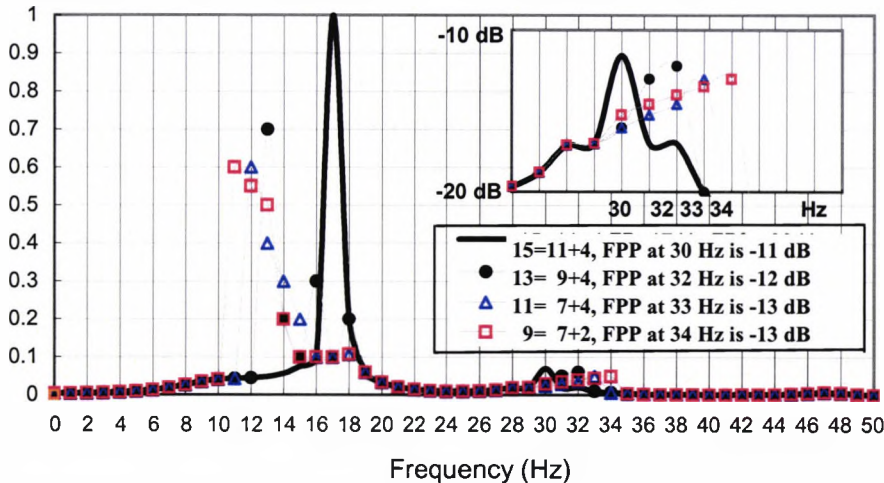 1
0.9
0.8
0.7
0.6
0.5
0.4
0.3
0.2
0.1
0
-10 dB
-20 dB
30 32 33 34 Hz
15=11+4, FPP at 30 Hz is -11 dB
13= 9+4, FPP at 32 Hz is -12 dB
11= 7+4, FPP at 33 Hz is -13 dB
9= 7+2, FPP at 34 Hz is -13 dB
0 2 4 6 8 10 12 14 16 18 20 22 24 26 28 30 32 34 36 38 40 42 44 46 48 50
Frequency (Hz)